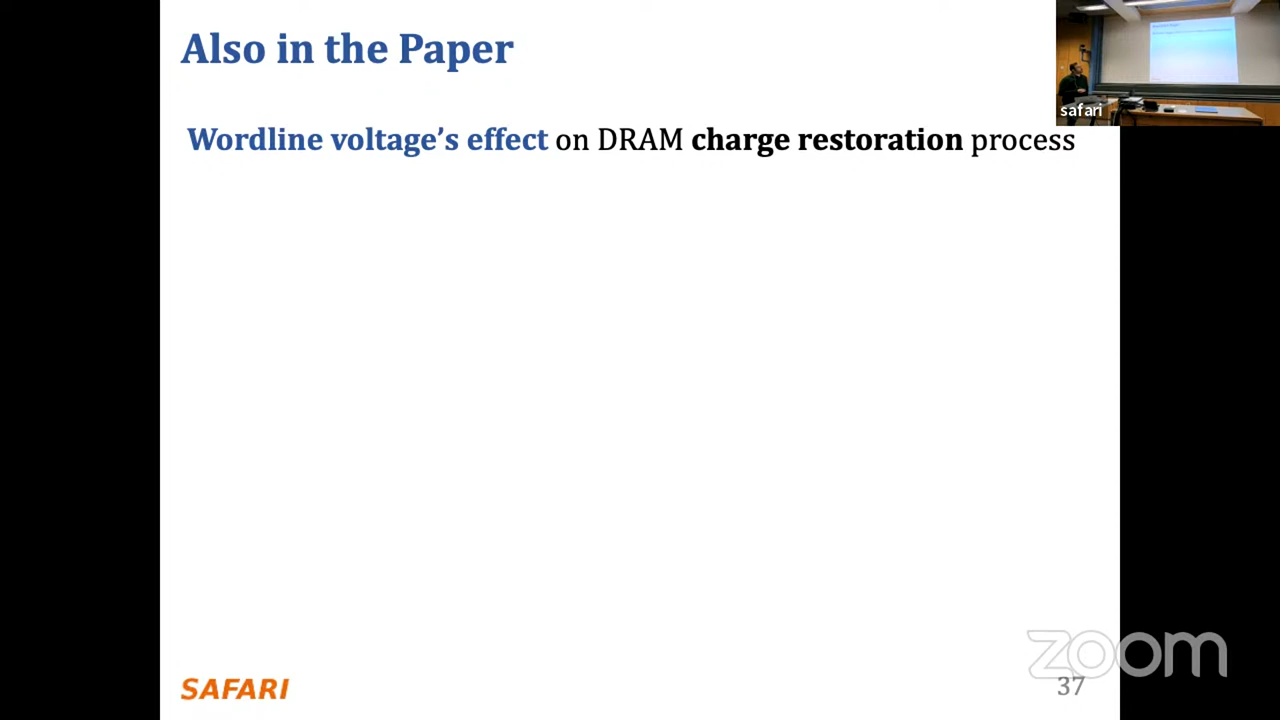 Also in the Paper
safari
Wordline voltage's effect on DRAM charge restoration process
zoom
SAFARI
37